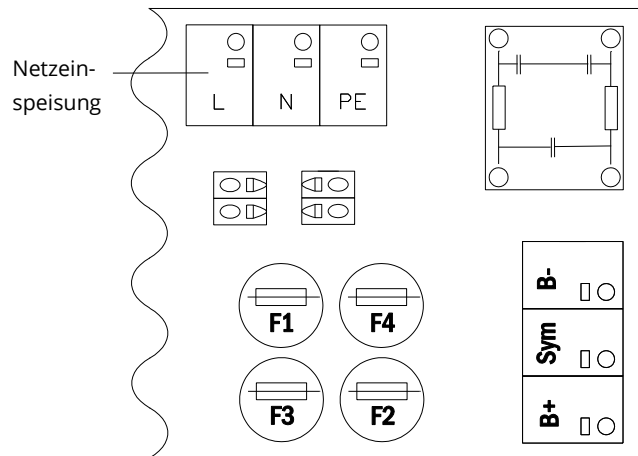 Netzein-
speisung
L N PE
F1 F4
F3 F2
B-
Sym
B+